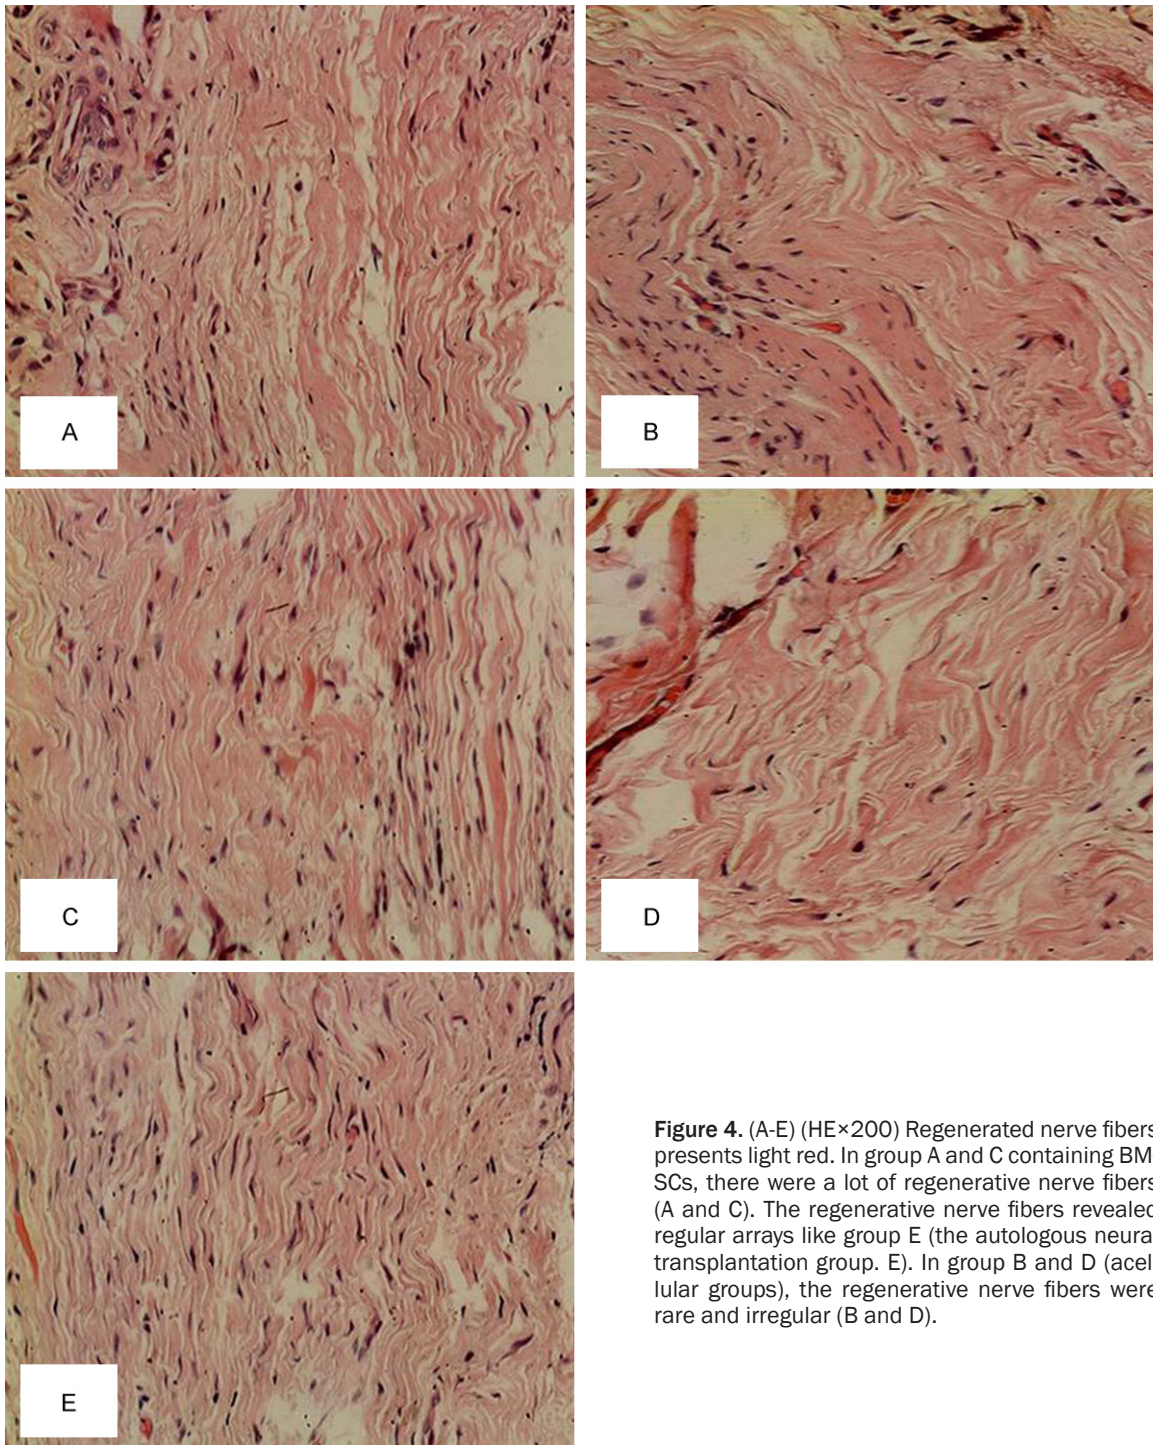 A
B
C
D
E
Figure 4. (A-E) (HE×200) Regenerated nerve fibers
presents light red. In group A and C containing BM-
SCs, there were a lot of regenerative nerve fibers
(A and C). The regenerative nerve fibers revealed
regular arrays like group E (the autologous neura
transplantation group. E). In group B and D (acel-
lular groups), the regenerative nerve fibers were
rare and irregular (B and D).